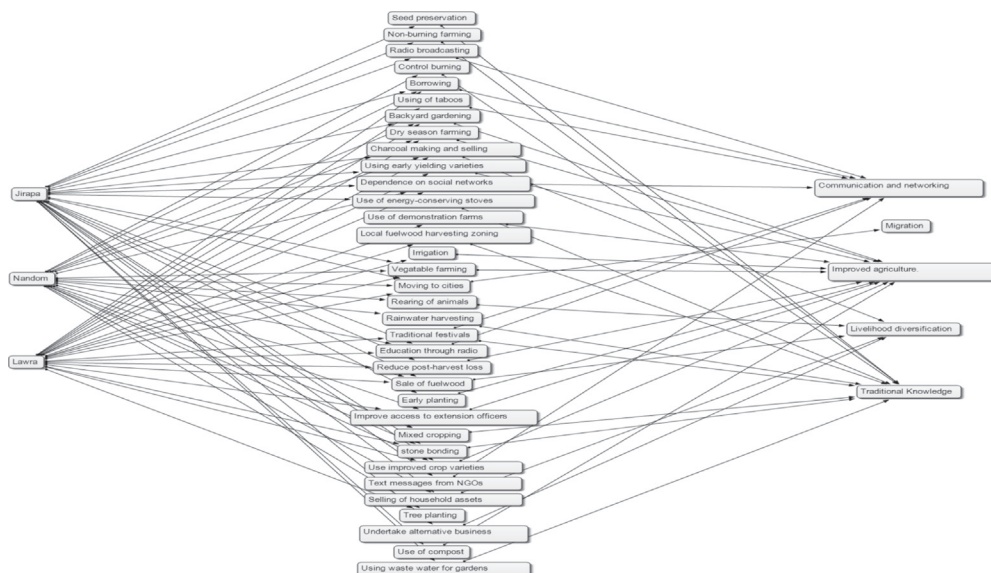 Seed preservation
Non-burning farming
Radio broadcasting
Control burning
Borrowing
Using of taboos
Backyard gardening
Dry season farming
Charcoal making and selling
Using early yielding varieties
Dependence on social networks
Use of energy-conserving stoves
Use of demonstration farms
Local fuelwood harvesting zoning
Irrigation
Vegatable farming
Moving to cities
Rearing of animals
Rainwater harvesting
Traditional festivals
Education through radio
Reduce post-harvest loss
Sale of fuelwood
Early planting
Improve access to extension officers
Mixed cropping
stone bonding
Use improved crop varieties
Text messages from NGOs
Selling of household assets
Tree planting
Undertake alternative business
Use of compost
Using waste water for gardens
Jirapa
Nandom
Lawra
Communication and networking
Migration
Improved agriculture.
Livelihood diversification
Traditional Knowledge